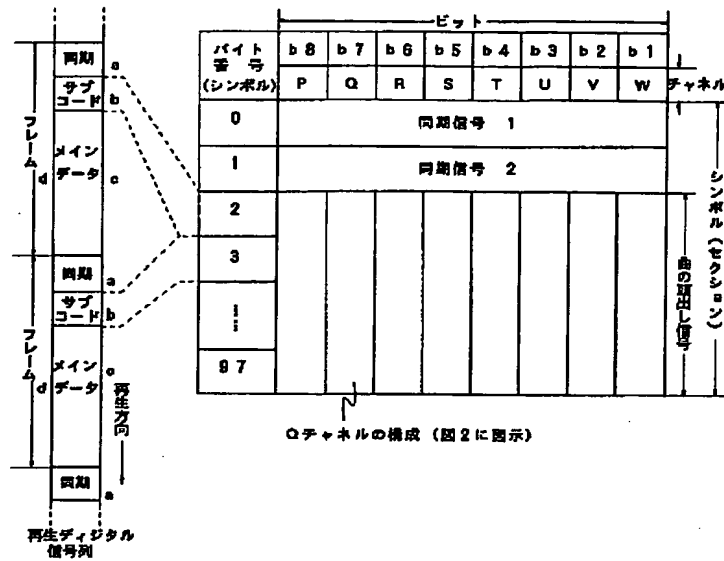 ビット
バイト番号(シンボル)
b8 b7 b6 b5 b4 b3 b2 b1
P Q R S T U V W チャネル
0 同期信号 1
1 同期信号 2
2
3
⋮
97
曲の頭出し信号
シンボル(セクション)
Qチャネルの構成(図2に図示)
同期 a
サブコード b
メインデータ c
フレーム d
同期 a
サブコード b
メインデータ c
フレーム d
再生方向
同期 a
再生ディジタル
信号列